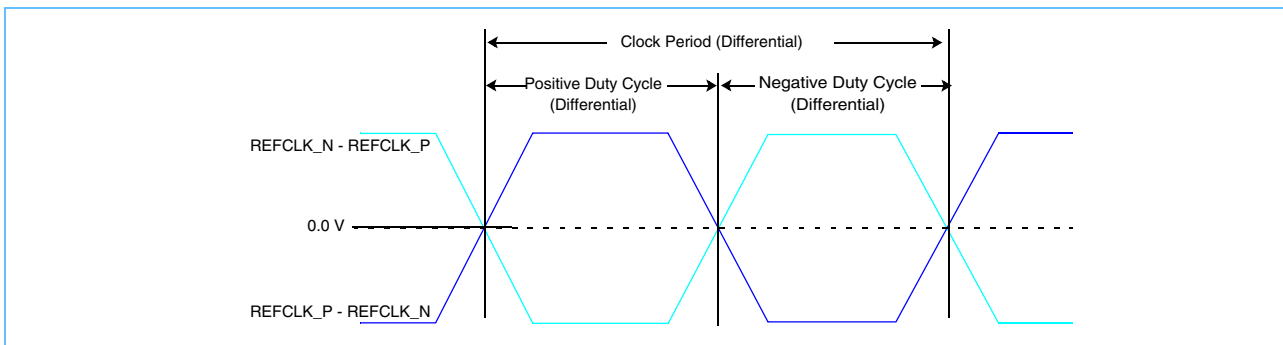 Clock Period (Differential)
Positive Duty Cycle
(Differential)
Negative Duty Cycle
(Differential)
REFCLK_N - REFCLK_P
0.0 V
REFCLK_P - REFCLK_N